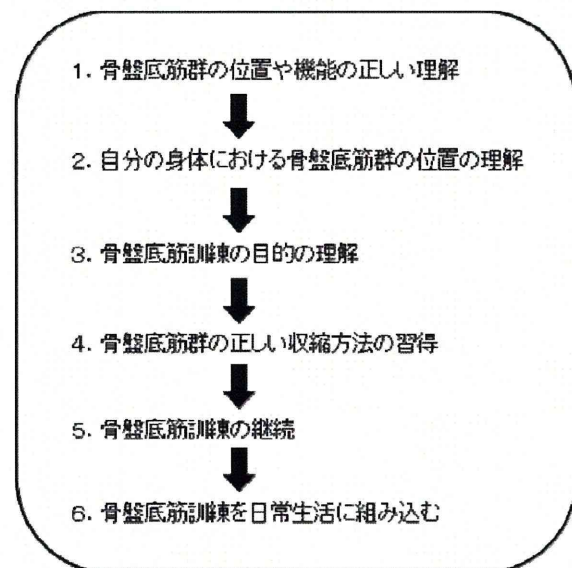 1. 骨盤底筋群の位置や機能の正しい理解
2. 自分の身体における骨盤底筋群の位置の理解
3. 骨盤底筋訓練の目的の理解
4. 骨盤底筋群の正しい収縮方法の習得
5. 骨盤底筋訓練の継続
6. 骨盤底筋訓練を日常生活に組み込む